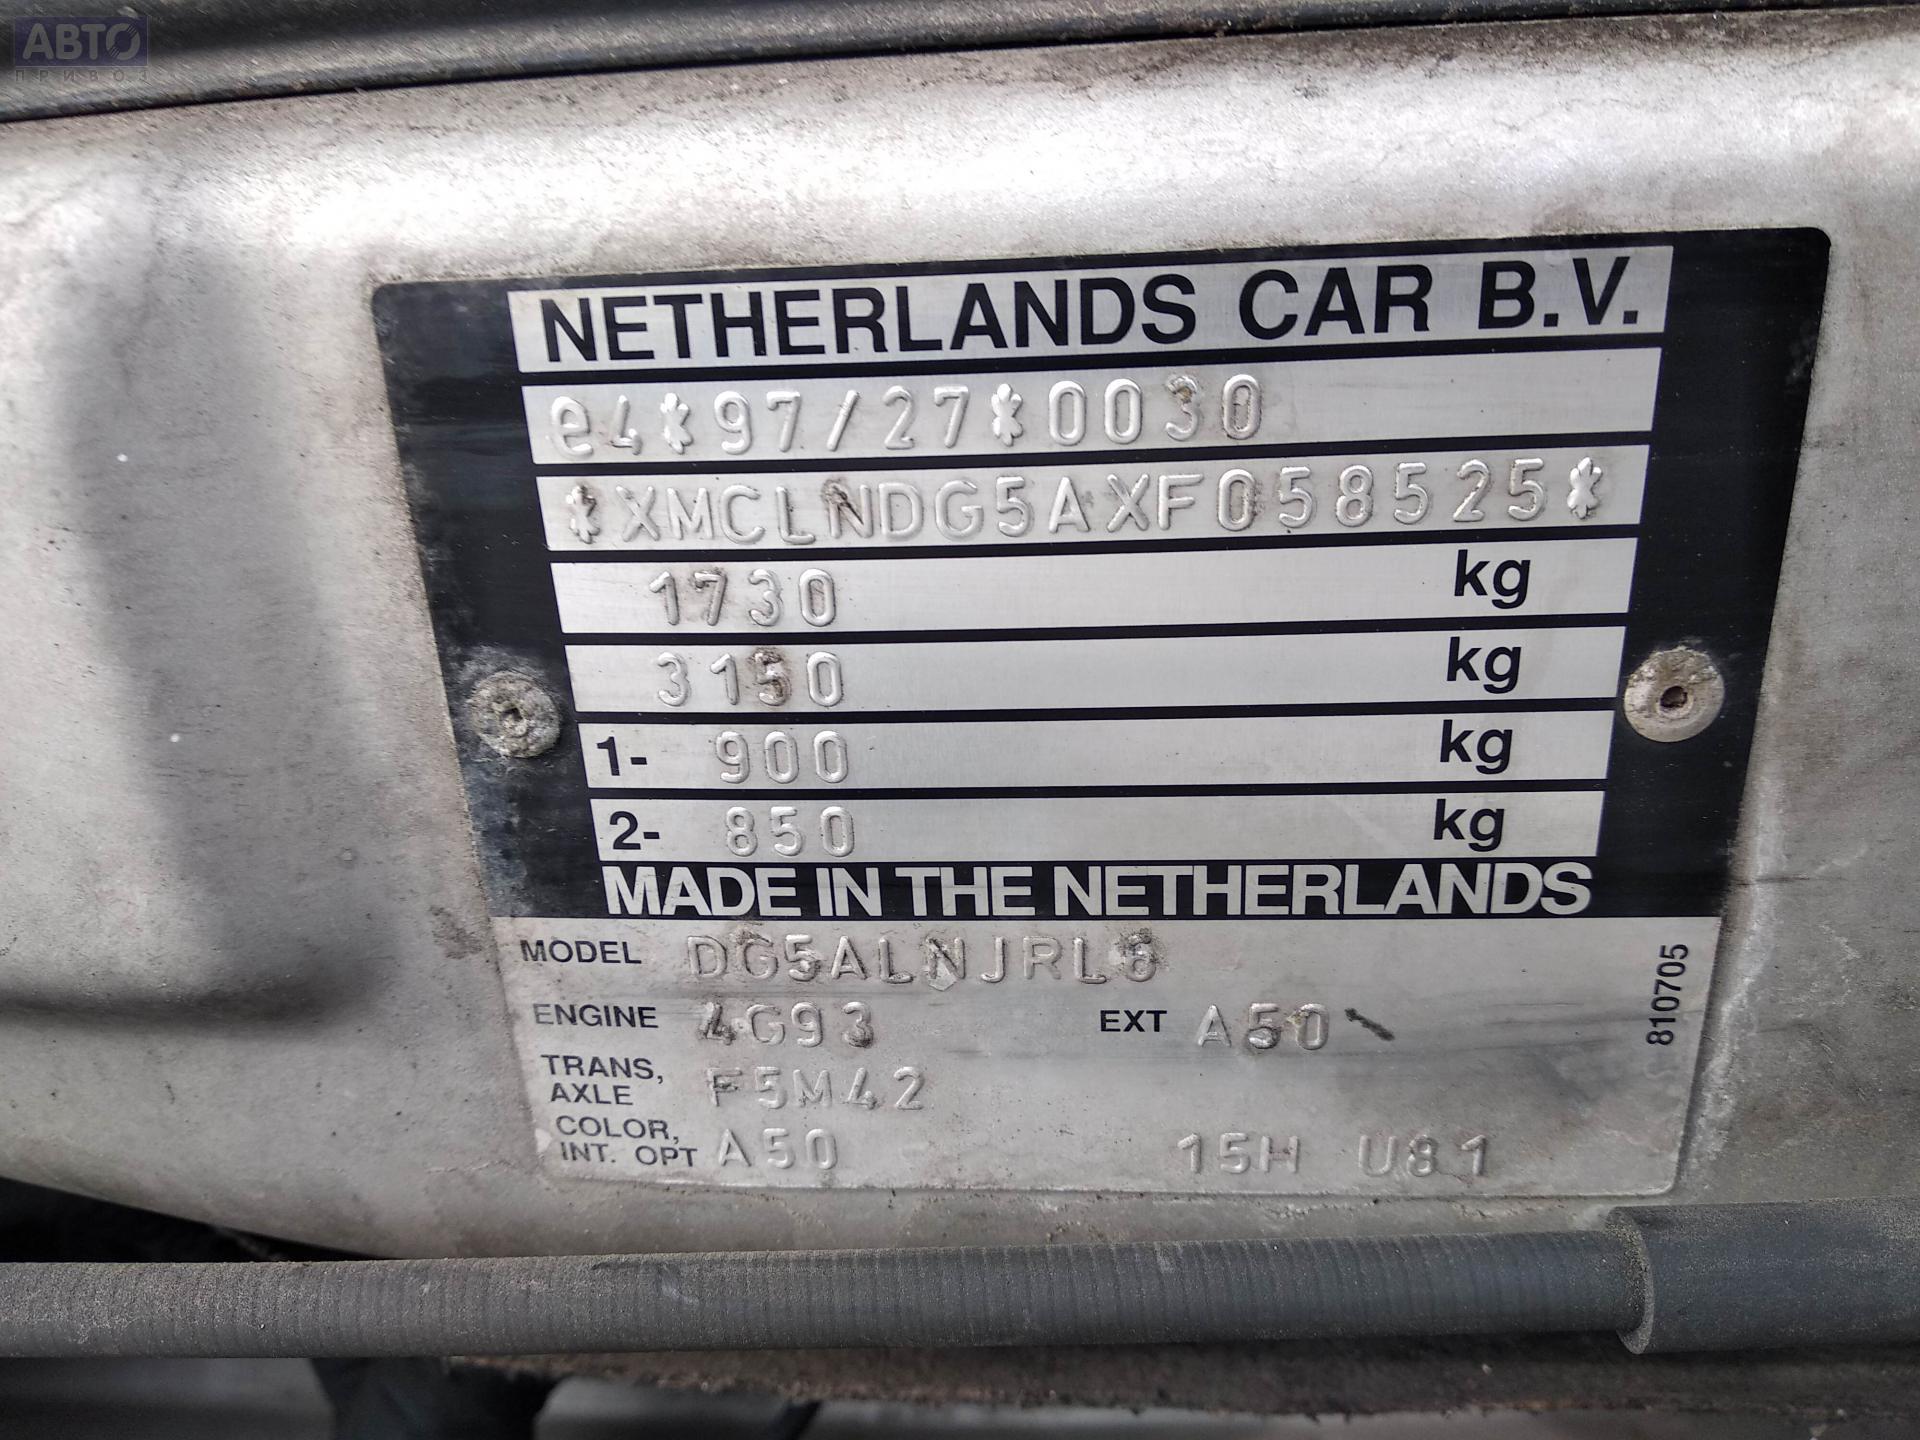 АВТО
ПРИВОЗ
NETHERLANDS CAR B.V.
e4*97/27*0030
*XMCLNDG5AXF058525*
1730 kg
3150 kg
1- 900 kg
2- 850 kg
MADE IN THE NETHERLANDS
MODEL DG5ALNJRL6
ENGINE 4G93 EXT A50
TRANS,
AXLE F5M42
COLOR,
INT. OPT A50 15H U81
810705